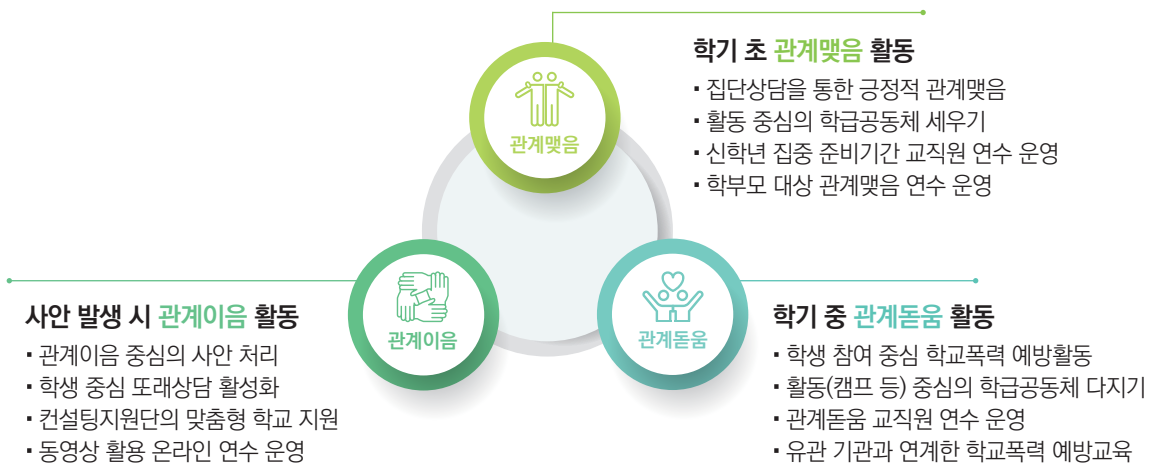 관계맺음
학기 초 관계맺음 활동
▪ 집단상담을 통한 긍정적 관계맺음
▪ 활동 중심의 학급공동체 세우기
▪ 신학년 집중 준비기간 교직원 연수 운영
▪ 학부모 대상 관계맺음 연수 운영
관계이음
사안 발생 시 관계이음 활동
▪ 관계이음 중심의 사안 처리
▪ 학생 중심 또래상담 활성화
▪ 컨설팅지원단의 맞춤형 학교 지원
▪ 동영상 활용 온라인 연수 운영
관계돋움
학기 중 관계돋움 활동
▪ 학생 참여 중심 학교폭력 예방활동
▪ 활동(캠프 등) 중심의 학급공동체 다지기
▪ 관계돋움 교직원 연수 운영
▪ 유관 기관과 연계한 학교폭력 예방교육